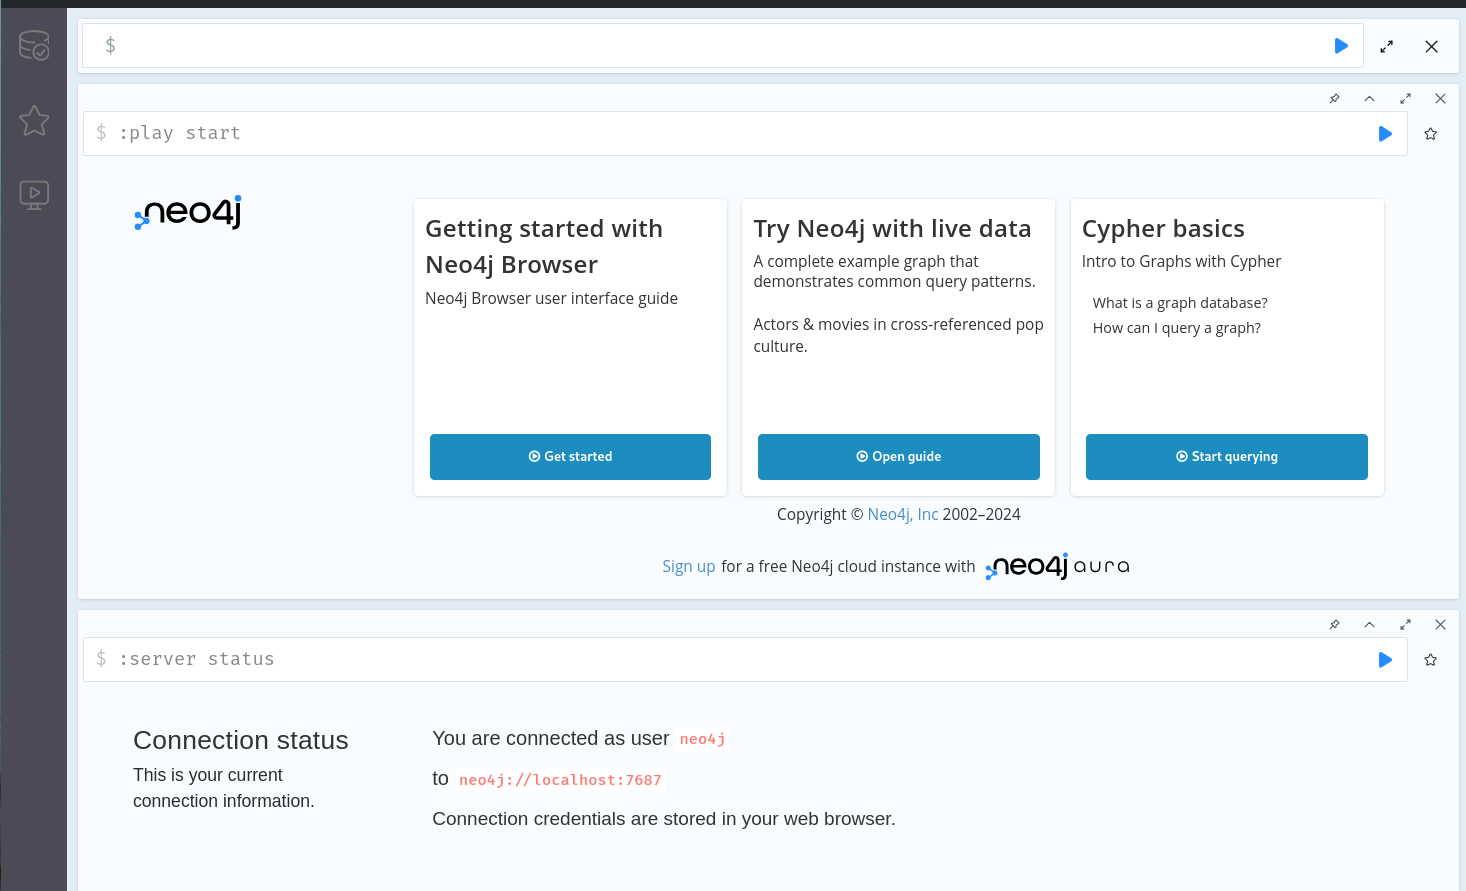 $
$ :play start
neo4j
Getting started with
Neo4j Browser
Neo4j Browser user interface guide
Get started
Try Neo4j with live data
A complete example graph that
demonstrates common query patterns.
Actors & movies in cross-referenced pop
culture.
Open guide
Cypher basics
Intro to Graphs with Cypher
What is a graph database?
How can I query a graph?
Start querying
Copyright © Neo4j, Inc 2002–2024
Sign up for a free Neo4j cloud instance with neo4j aura
$ :server status
Connection status
This is your current
connection information.
You are connected as user neo4j
to neo4j://localhost:7687
Connection credentials are stored in your web browser.